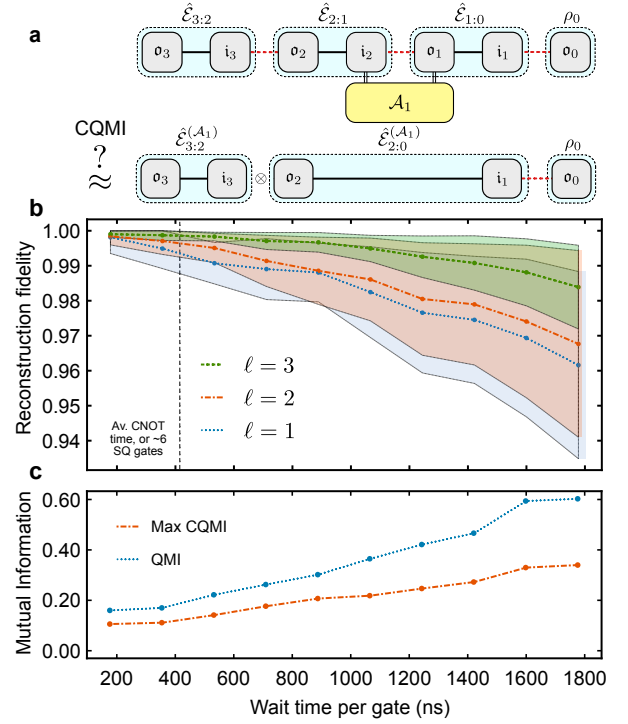 a
Ê₃:₂ Ê₂:₁ Ê₁:₀ ρ₀
𝔬₃ 𝔦₃ 𝔬₂ 𝔦₂ 𝔬₁ 𝔦₁ 𝔬₀
𝒜₁
CQMI
?
≈
Ê₃:₂^(𝒜₁) Ê₂:₀^(𝒜₁) ρ₀
𝔬₃ 𝔦₃ ⊗ 𝔬₂ 𝔦₁ 𝔬₀
b
Reconstruction fidelity
1.00
0.99
0.98
0.97
0.96
0.95
0.94
ℓ = 3
ℓ = 2
ℓ = 1
Av. CNOT
time, or ~6
SQ gates
c
Mutual Information
0.60
0.40
0.20
0.00
Max CQMI
QMI
200 400 600 800 1000 1200 1400 1600 1800
Wait time per gate (ns)